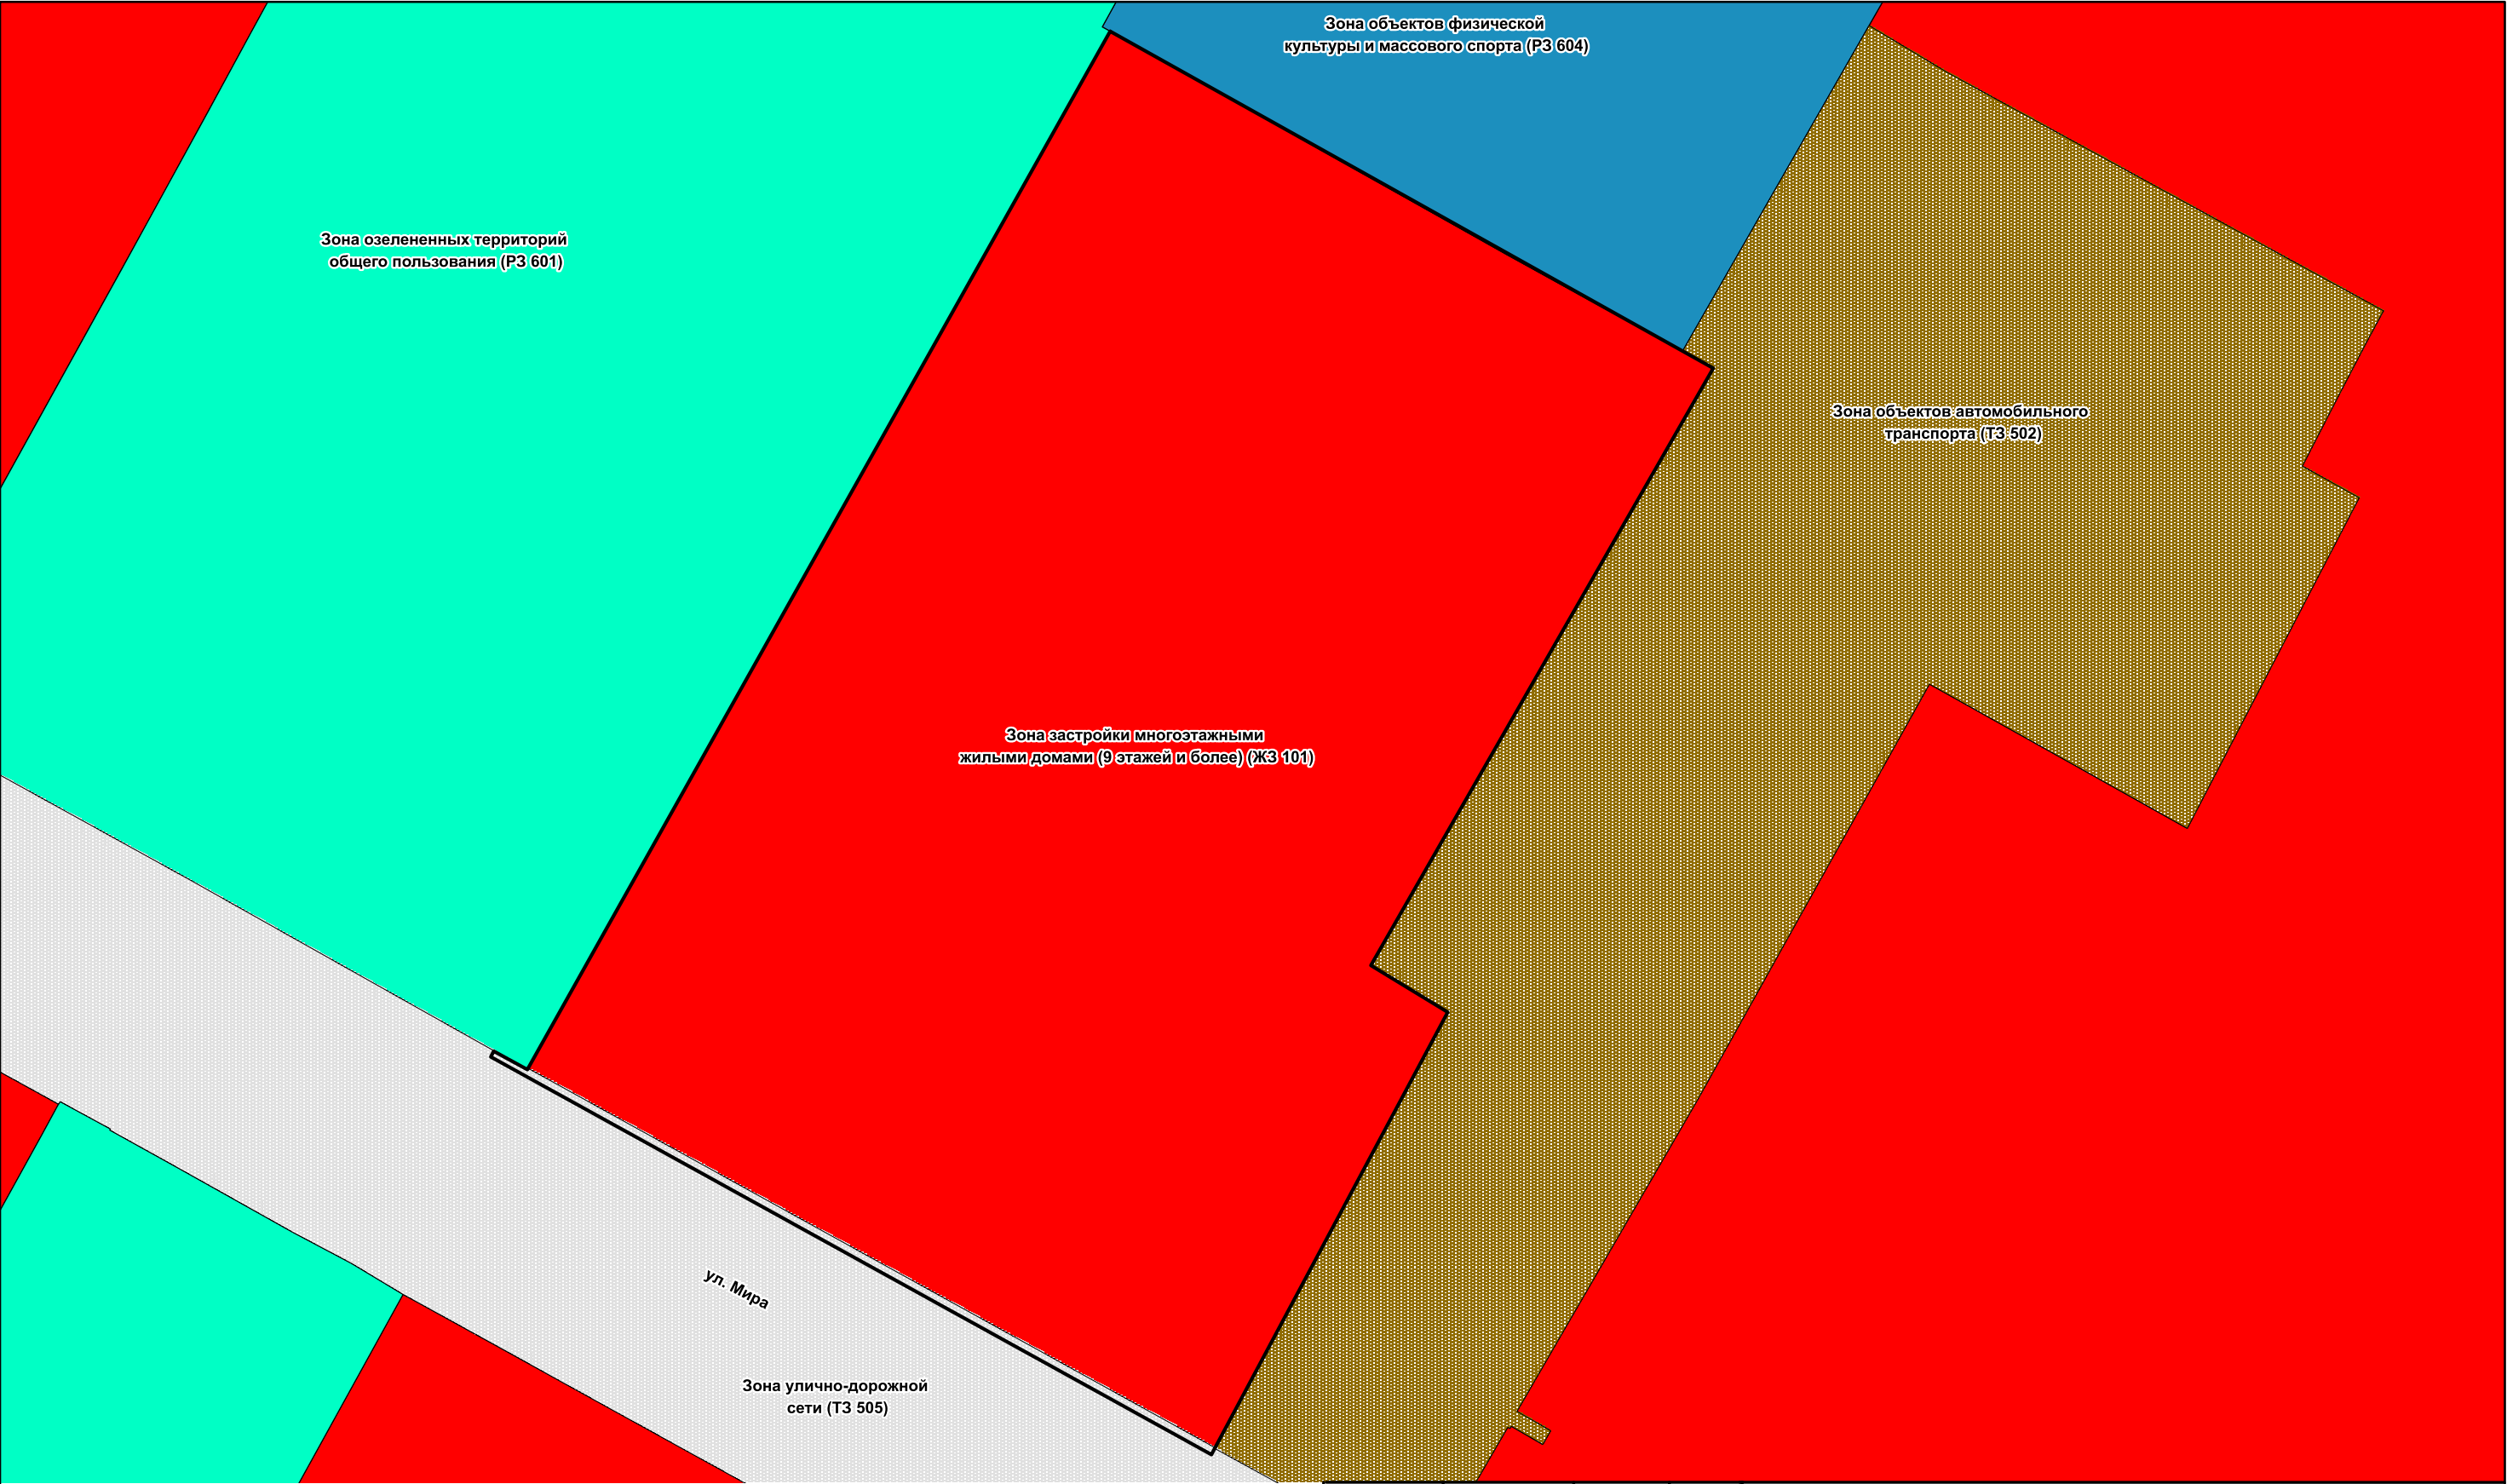 Зона объектов физической
культуры и массового спорта (РЗ 604)
Зона озелененных территорий
общего пользования (РЗ 601)
Зона объектов автомобильного
транспорта (ТЗ 502)
Зона застройки многоэтажными
жилыми домами (9 этажей и более) (ЖЗ 101)
ул. Мира
Зона улично-дорожной
сети (ТЗ 505)